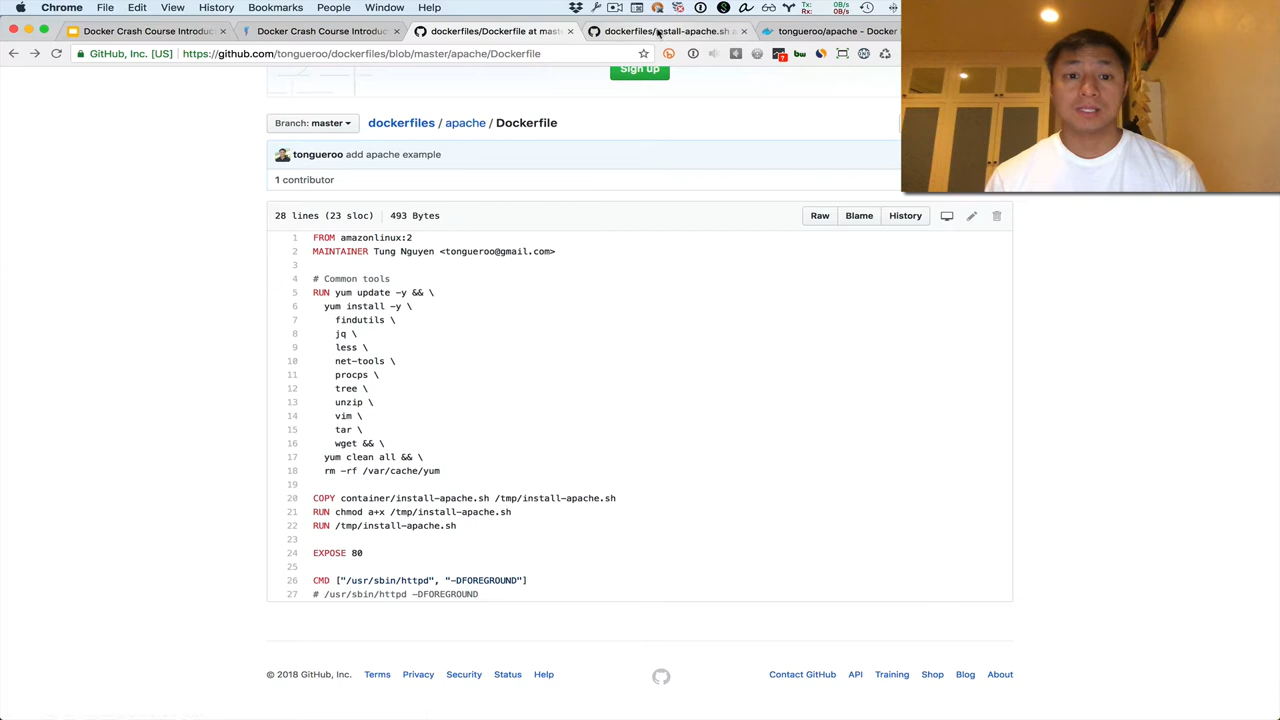 Chrome File Edit View History Bookmarks People Window Help
Tx: 0B/s
Rx: 0B/s
Docker Crash Course Introduc
Docker Crash Course Introduc
dockerfiles/Dockerfile at mast
dockerfiles/install-apache.sh a
tongueroo/apache - Docker
GitHub, Inc. [US] https://github.com/tongueroo/dockerfiles/blob/master/apache/Dockerfile
7
bw
Sign up
Branch: master dockerfiles / apache / Dockerfile
tongueroo add apache example
1 contributor
28 lines (23 sloc) 493 Bytes Raw Blame History
1 FROM amazonlinux:2
2 MAINTAINER Tung Nguyen <tongueroo@gmail.com>
3
4 # Common tools
5 RUN yum update -y && \
6 yum install -y \
7 findutils \
8 jq \
9 less \
10 net-tools \
11 procps \
12 tree \
13 unzip \
14 vim \
15 tar \
16 wget && \
17 yum clean all && \
18 rm -rf /var/cache/yum
19
20 COPY container/install-apache.sh /tmp/install-apache.sh
21 RUN chmod a+x /tmp/install-apache.sh
22 RUN /tmp/install-apache.sh
23
24 EXPOSE 80
25
26 CMD ["/usr/sbin/httpd", "-DFOREGROUND"]
27 # /usr/sbin/httpd -DFOREGROUND
© 2018 GitHub, Inc. Terms Privacy Security Status Help Contact GitHub API Training Shop Blog About